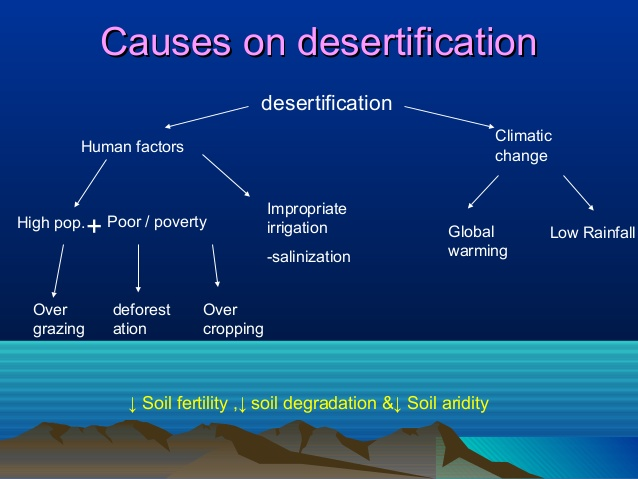 Causes on desertification
desertification
Human factors
Climatic
change
High pop. + Poor / poverty
Impropriate
irrigation
-salinization
Global
warming
Low Rainfall
Over
grazing
deforest
ation
Over
cropping
↓ Soil fertility ,↓ soil degradation &↓ Soil aridity